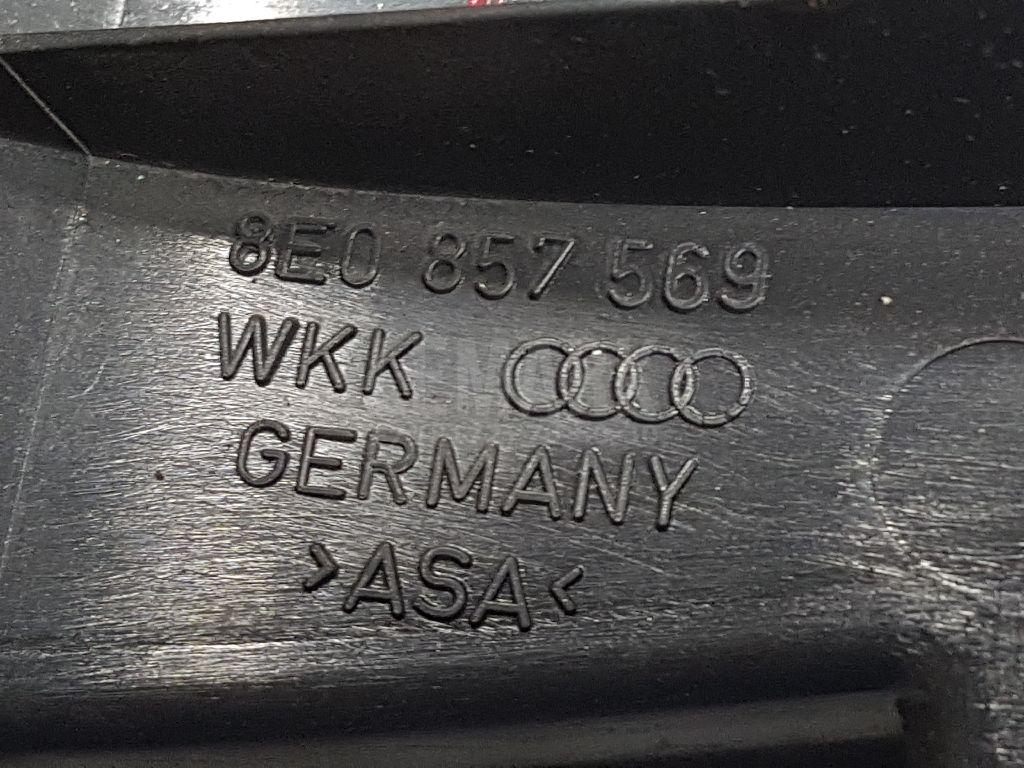 8E0 857 569
WKK
GERMANY
>ASA<